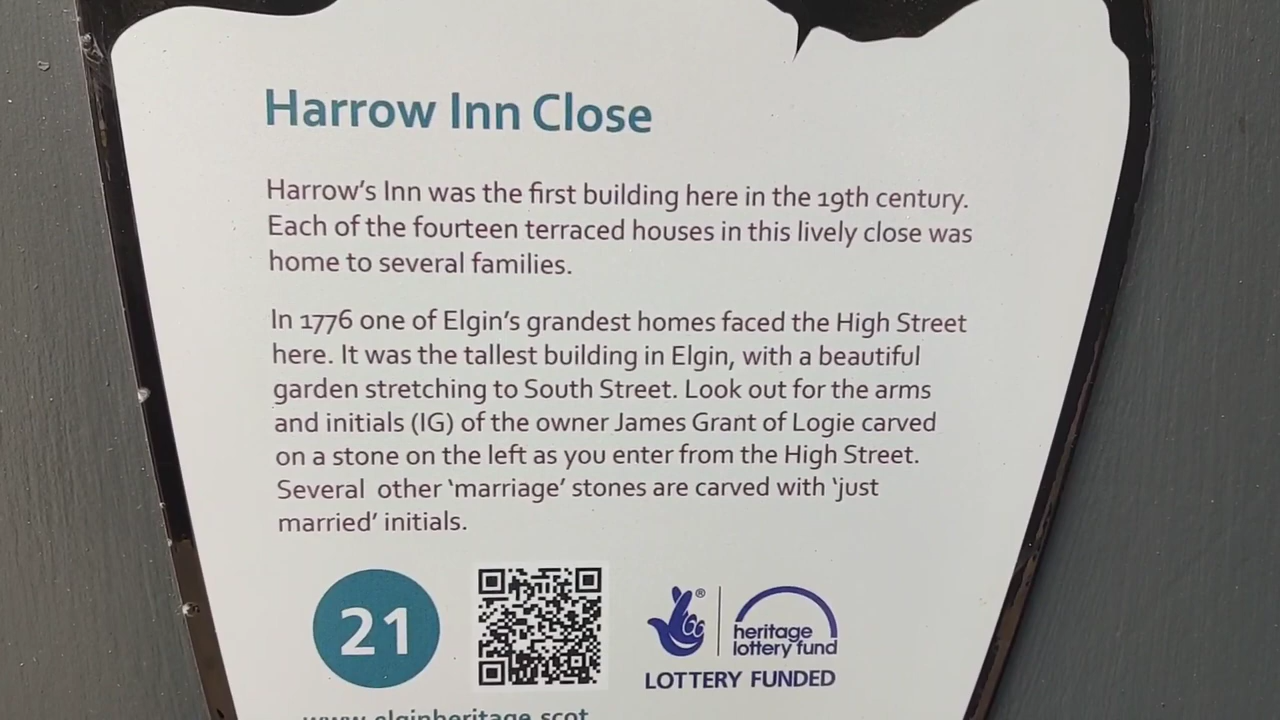 Harrow Inn Close
Harrow's Inn was the first building here in the 19th century.
Each of the fourteen terraced houses in this lively close was
home to several families.
In 1776 one of Elgin's grandest homes faced the High Street
here. It was the tallest building in Elgin, with a beautiful
garden stretching to South Street. Look out for the arms
and initials (IG) of the owner James Grant of Logie carved
on a stone on the left as you enter from the High Street.
Several other 'marriage' stones are carved with 'just
married' initials.
21
®
heritage
lottery fund
LOTTERY FUNDED
www.elginheritage.scot